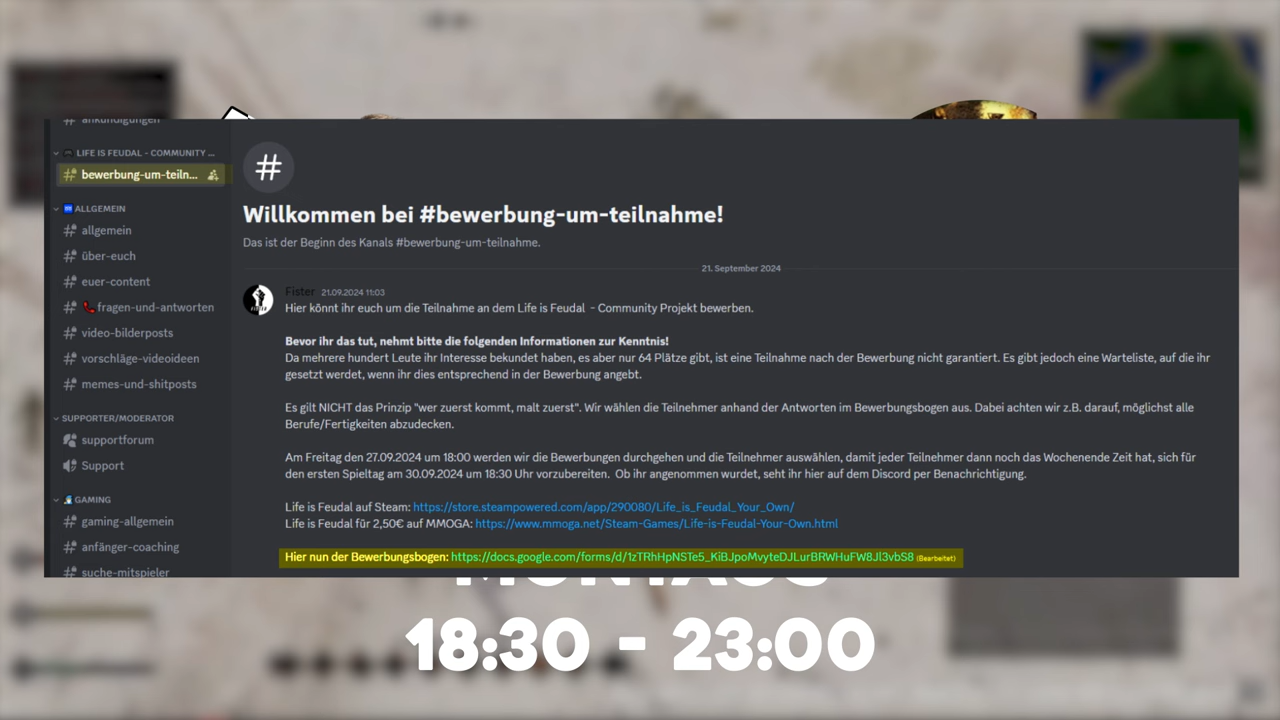 ankündigungen
LIFE IS FEUDAL - COMMUNITY ...
bewerbung-um-teiln...
ALLGEMEIN
allgemein
über-euch
euer-content
fragen-und-antworten
video-bilderposts
vorschläge-videoideen
memes-und-shitposts
SUPPORTER/MODERATOR
supportforum
Support
GAMING
gaming-allgemein
anfänger-coaching
suche-mitspieler
#
Willkommen bei #bewerbung-um-teilnahme!
Das ist der Beginn des Kanals #bewerbung-um-teilnahme.
21. September 2024
Fister 21.09.2024 11:03
Hier könnt ihr euch um die Teilnahme an dem Life is Feudal - Community Projekt bewerben.
Bevor ihr das tut, nehmt bitte die folgenden Informationen zur Kenntnis!
Da mehrere hundert Leute ihr Interesse bekundet haben, es aber nur 64 Plätze gibt, ist eine Teilnahme nach der Bewerbung nicht garantiert. Es gibt jedoch eine Warteliste, auf die ihr
gesetzt werdet, wenn ihr dies entsprechend in der Bewerbung angebt.
Es gilt NICHT das Prinzip "wer zuerst kommt, malt zuerst". Wir wählen die Teilnehmer anhand der Antworten im Bewerbungsbogen aus. Dabei achten wir z.B. darauf, möglichst alle
Berufe/Fertigkeiten abzudecken.
Am Freitag den 27.09.2024 um 18:00 werden wir die Bewerbungen durchgehen und die Teilnehmer auswählen, damit jeder Teilnehmer dann noch das Wochenende Zeit hat, sich für
den ersten Spieltag am 30.09.2024 um 18:30 Uhr vorzubereiten. Ob ihr angenommen wurdet, seht ihr hier auf dem Discord per Benachrichtigung.
Life is Feudal auf Steam: https://store.steampowered.com/app/290080/Life_is_Feudal_Your_Own/
Life is Feudal für 2,50€ auf MMOGA: https://www.mmoga.net/Steam-Games/Life-is-Feudal-Your-Own.html
Hier nun der Bewerbungsbogen: https://docs.google.com/forms/d/1zTRhHpNSTe5_KiBJpoMvyteDJLurBRWHuFW8Jl3vbS8 (Bearbeitet)
MONTAGS
18:30 - 23:00